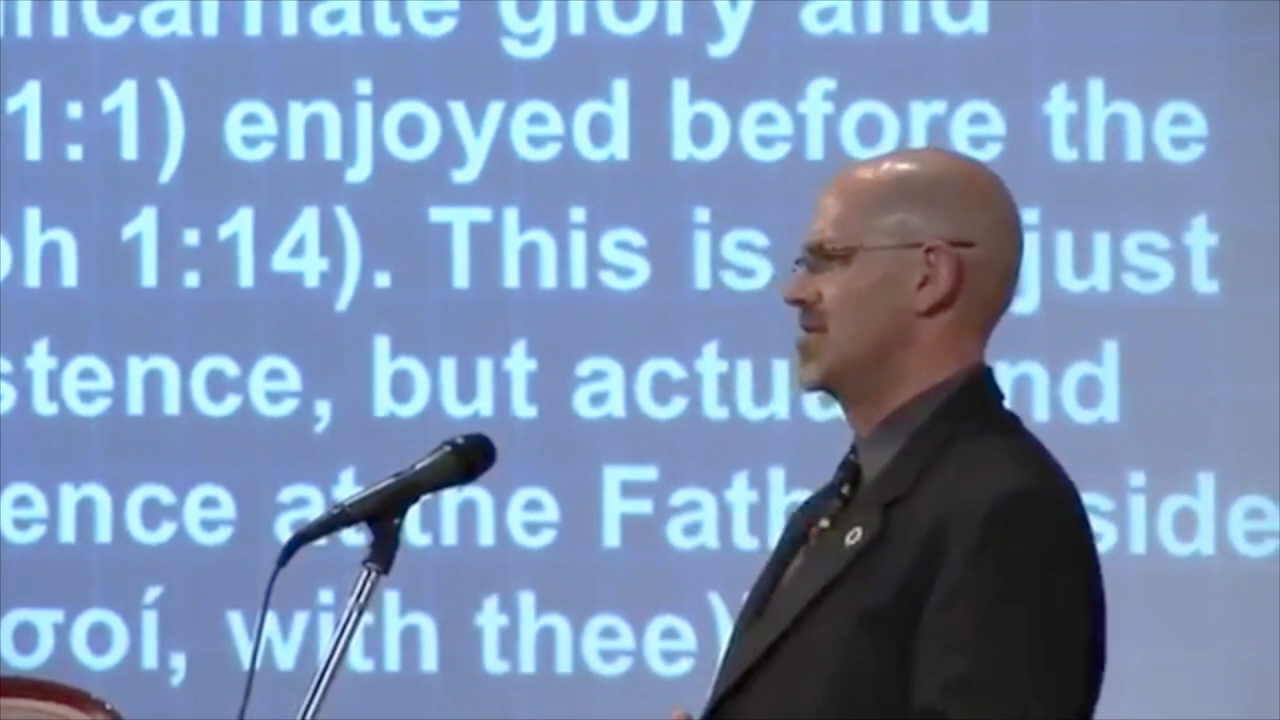 incarnate glory and
1:1) enjoyed before the
oh 1:14). This is just
stence, but actua nd
ence at the Fath side
σοί, with thee)